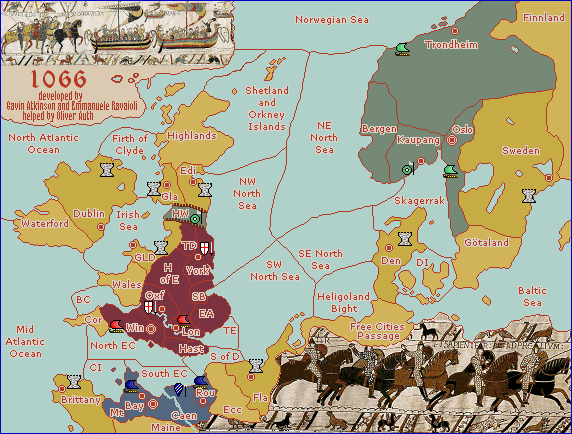 1066
developed by
Gavin Atkinson and Emmanuele Ravaioli
helped by Oliver Auth
Norwegian Sea
Finnland
Trondheim
Shetland
and
Orkney
Islands
NE
North
Sea
Bergen
Oslo
Kaupang
Sweden
North Atlantic
Ocean
Firth of
Clyde
Highlands
Edi
Gla
NW
North
Sea
Skagerrak
Götaland
Dublin
Waterford
Irish
Sea
HW
TD
York
GLD
H
of E
Wales
SE North
Sea
SW
North Sea
Den
DI
Baltic
Sea
Heligoland
Bight
Free Cities
Passage
BC
Oxf
SB
EA
Cor
Win
Lon
TE
Mid
Atlantic
Ocean
North EC
Hast
S of D
CI
South EC
Brittany
Mt
Bay
Rou
Caen
Maine
Ecc
Fla